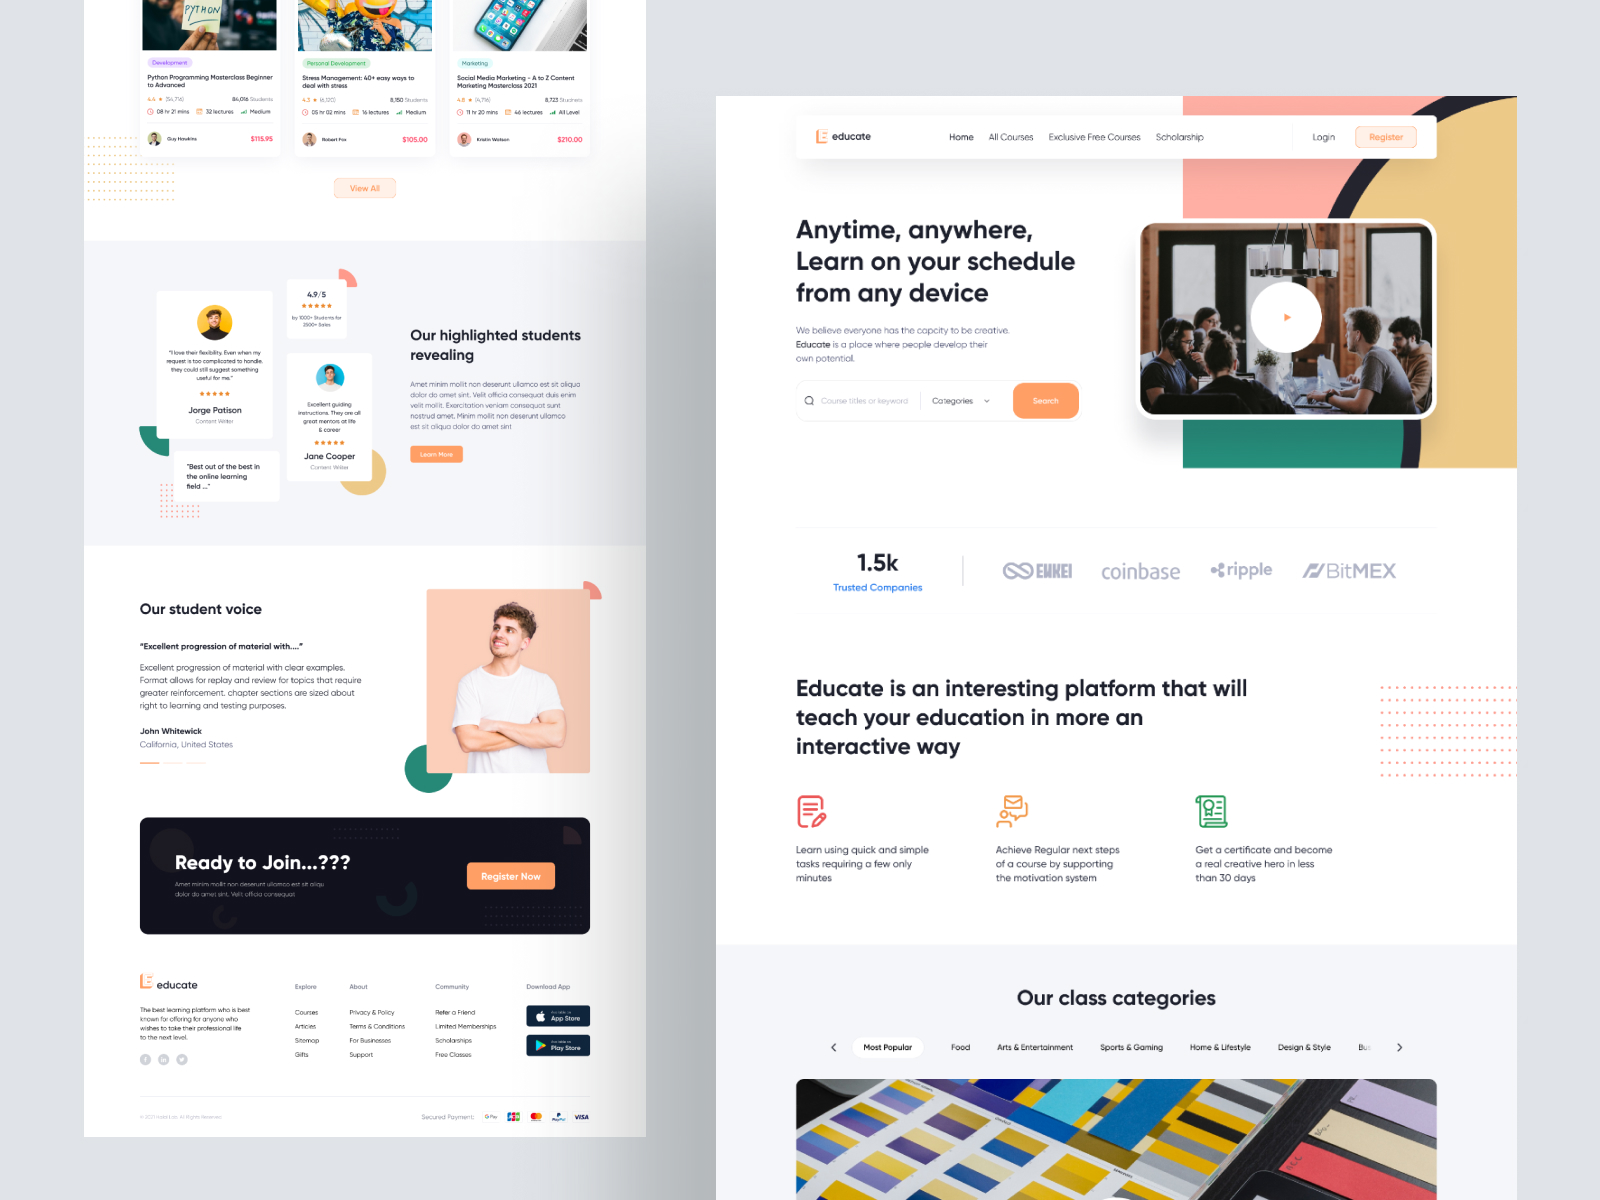 PYTHON
Development
Python Programming Masterclass Beginner
to Advanced
4.4 ★ (56,716) 84,016 Students
08 hr 21 mins 32 lectures Medium
Guy Hawkins $115.95
Personal Development
Stress Management: 40+ easy ways to
deal with stress
4.3 ★ (6,120) 8,150 Students
05 hr 02 mins 16 lectures Medium
Robert Fox $105.00
Marketing
Social Media Marketing - A to Z Content
Marketing Masterclass 2021
4.8 ★ (4,716) 8,723 Students
11 hr 20 mins 46 lectures All Level
Kristin Watson $210.00
View All
4.9/5
by 1000+ Students for
2500+ Sales
"I love their flexibility. Even when my
request is too complicated to handle,
they could still suggest something
useful for me."
Jorge Patison
Content Writer
Excellent guiding
instructions. They are all
great mentors at life
& career
Jane Cooper
Content Writer
"Best out of the best in
the online learning
field ..."
Our highlighted students
revealing
Amet minim mollit non deserunt ullamco est sit aliqua
dolor do amet sint. Velit officia consequat duis enim
velit mollit. Exercitation veniam consequat sunt
nostrud amet. Minim mollit non deserunt ullamco
est sit aliqua dolor do amet sint
Learn More
Our student voice
“Excellent progression of material with....”
Excellent progression of material with clear examples.
Format allows for replay and review for topics that require
greater reinforcement. chapter sections are sized about
right to learning and testing purposes.
John Whitewick
California, United States
Ready to Join...???
Amet minim mollit non deserunt ullamco est sit aliqu
dolor do amet sint. Velit officia consequat
Register Now
educate
The best learning platform who is best
known for offering for anyone who
wishes to take their professional life
to the next level.
Explore
Courses
Articles
Sitemap
Gifts
About
Privacy & Policy
Terms & Conditions
For Businesses
Support
Community
Refer a Friend
Limited Memberships
Scholarships
Free Classes
Download App
Available on
App Store
Available on
Play Store
All Rights Reserved
Secured Payment: G Pay JCB PayPal VISA
educate
Home All Courses Exclusive Free Courses Scholarship Login Register
Anytime, anywhere,
Learn on your schedule
from any device
We believe everyone has the capcity to be creative.
Educate is a place where people develop their
own potential.
Course titles or keyword Categories Search
1.5k
Trusted Companies
ENKEI coinbase ripple BitMEX
Educate is an interesting platform that will
teach your education in more an
interactive way
Learn using quick and simple
tasks requiring a few only
minutes
Achieve Regular next steps
of a course by supporting
the motivation system
Get a certificate and become
a real creative hero in less
than 30 days
Our class categories
Most Popular Food Arts & Entertainment Sports & Gaming Home & Lifestyle Design & Style Bus